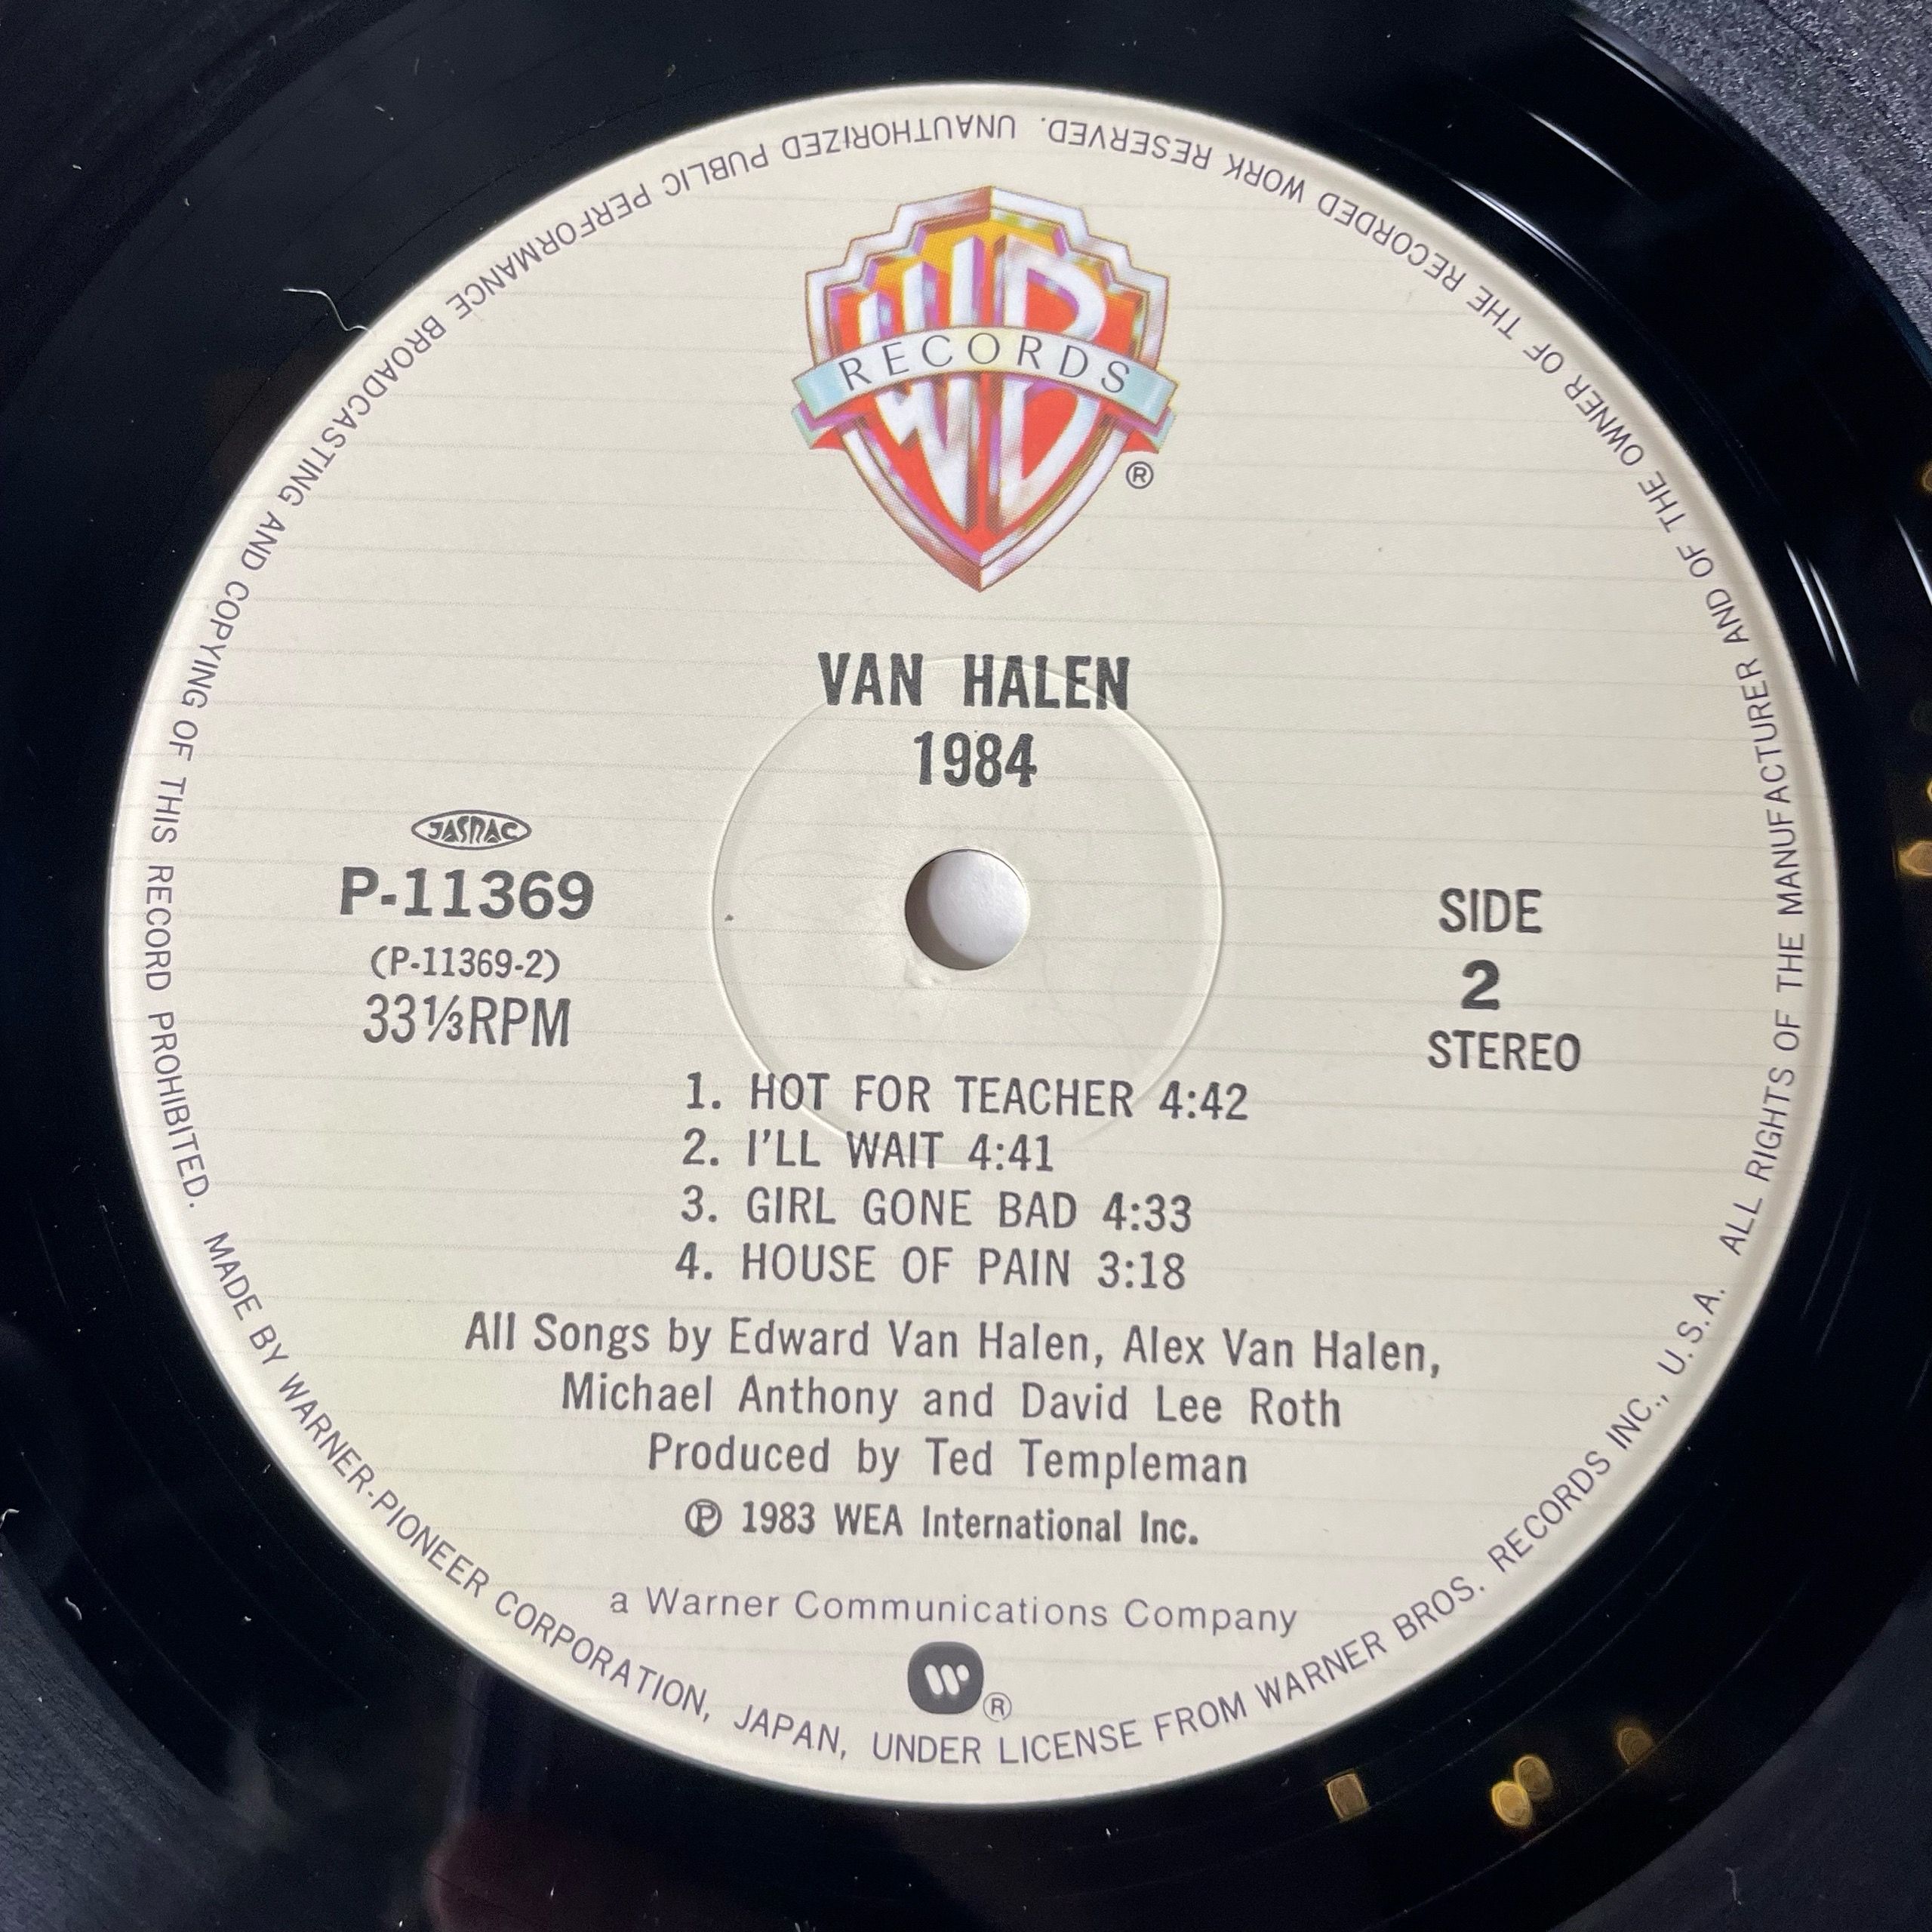 WB
RECORDS
®
VAN HALEN
1984
JASRAC
P-11369
(P-11369-2)
33⅓RPM
SIDE
2
STEREO
1. HOT FOR TEACHER 4:42
2. I'LL WAIT 4:41
3. GIRL GONE BAD 4:33
4. HOUSE OF PAIN 3:18
All Songs by Edward Van Halen, Alex Van Halen,
Michael Anthony and David Lee Roth
Produced by Ted Templeman
℗ 1983 WEA International Inc.
a Warner Communications Company
W®
MADE BY WARNER-PIONEER CORPORATION, JAPAN, UNDER LICENSE FROM WARNER BROS. RECORDS INC., U.S.A. ALL RIGHTS OF THE MANUFACTURER AND OF THE OWNER OF THE RECORDED WORK RESERVED. UNAUTHORIZED PUBLIC PERFORMANCE BROADCASTING AND COPYING OF THIS RECORD PROHIBITED.